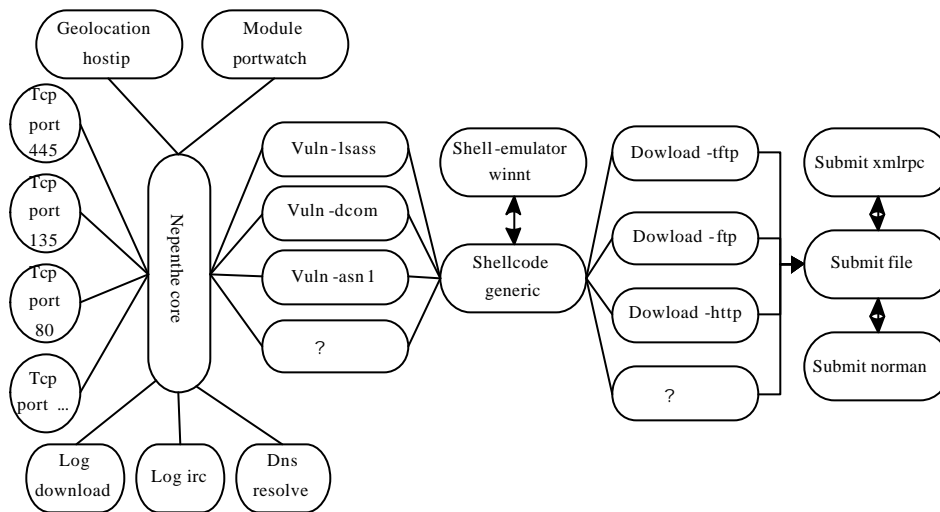 Geolocation
hostip
Module
portwatch
Tcp
port
445
Tcp
port
135
Tcp
port
80
Tcp
port ...
Nepenthe core
Vuln-lsass
Vuln-dcom
Vuln-asn1
?
Shell-emulator
winnt
Shellcode
generic
Dowload-tftp
Dowload-ftp
Dowload-http
?
Submit xmlrpc
Submit file
Submit norman
Log
download
Log irc
Dns
resolve